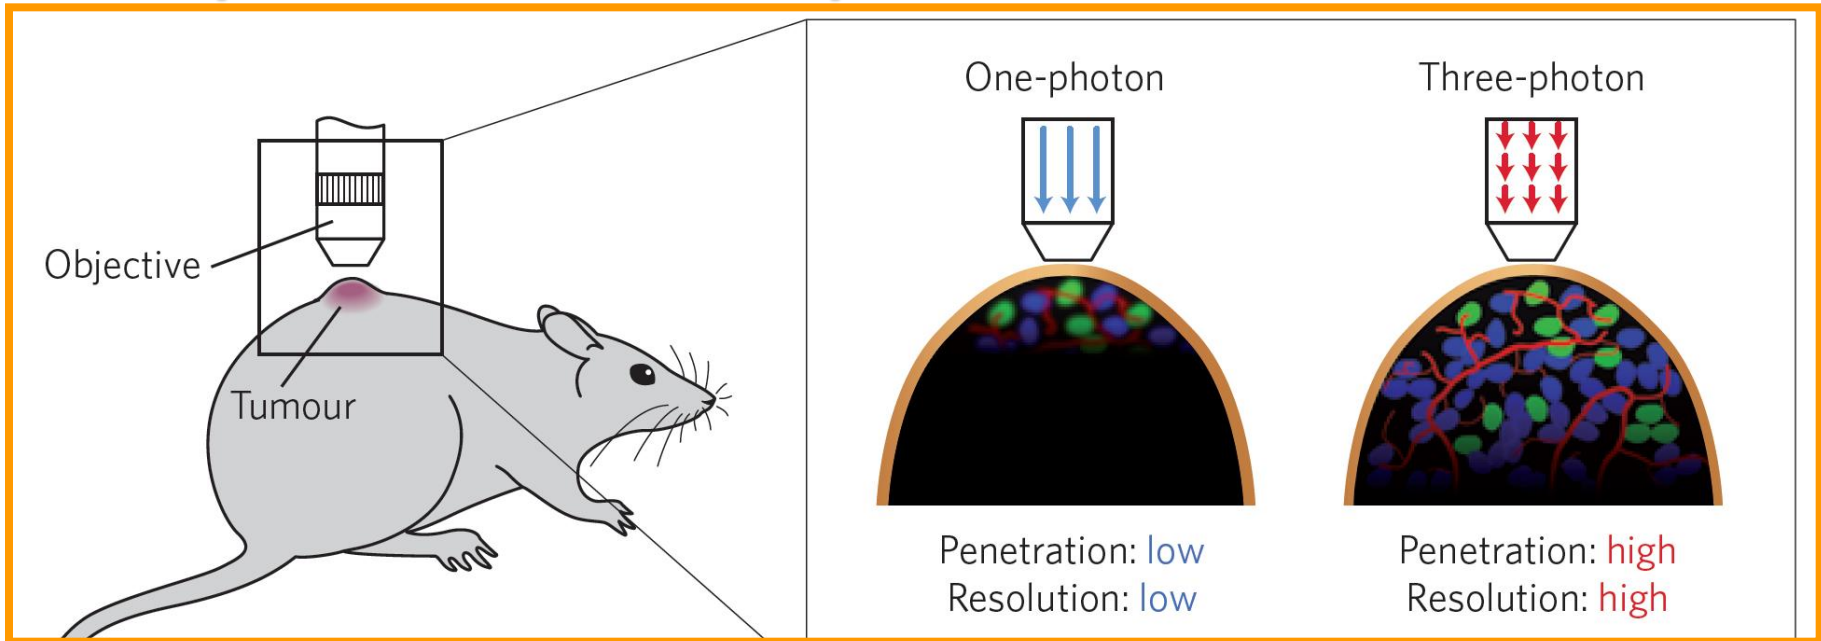 Objective
Tumour
One-photon
Three-photon
Penetration: low
Resolution: low
Penetration: high
Resolution: high